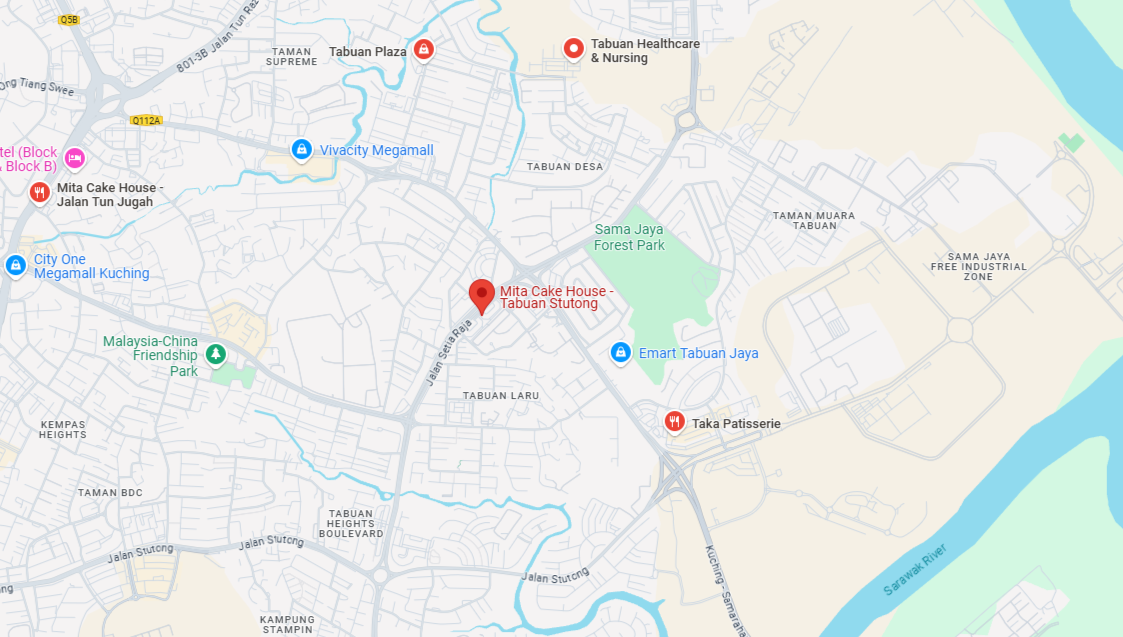 Q5B
801-3B Jalan Tun Raz
TAMAN
SUPREME
Tabuan Plaza
Tabuan Healthcare
& Nursing
ong Tiang Swee
Q112A
Vivacity Megamall
tel (Block
& Block B)
TABUAN DESA
Mita Cake House -
Jalan Tun Jugah
TAMAN MUARA
TABUAN
Sama Jaya
Forest Park
City One
Megamall Kuching
SAMA JAYA
FREE INDUSTRIAL
ZONE
Mita Cake House -
Tabuan Stutong
Jalan Setia Raja
Malaysia-China
Friendship
Park
Emart Tabuan Jaya
TABUAN LARU
KEMPAS
HEIGHTS
Taka Patisserie
TAMAN BDC
TABUAN
HEIGHTS
BOULEVARD
Jalan Stutong
Jalan Stutong
Jalan Stutong
Kuching - Samaraha
Sarawak River
ng
KAMPUNG
STAMPIN